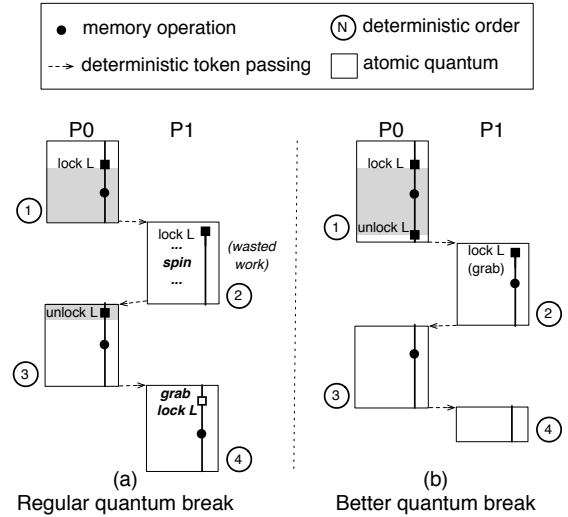 memory operation
N deterministic order
deterministic token passing
atomic quantum
P0 P1
lock L
1
lock L
...
spin
...
(wasted work)
2
unlock L
3
grab
lock L
4
(a)
Regular quantum break
P0 P1
lock L
unlock L
1
lock L
(grab)
2
3
4
(b)
Better quantum break